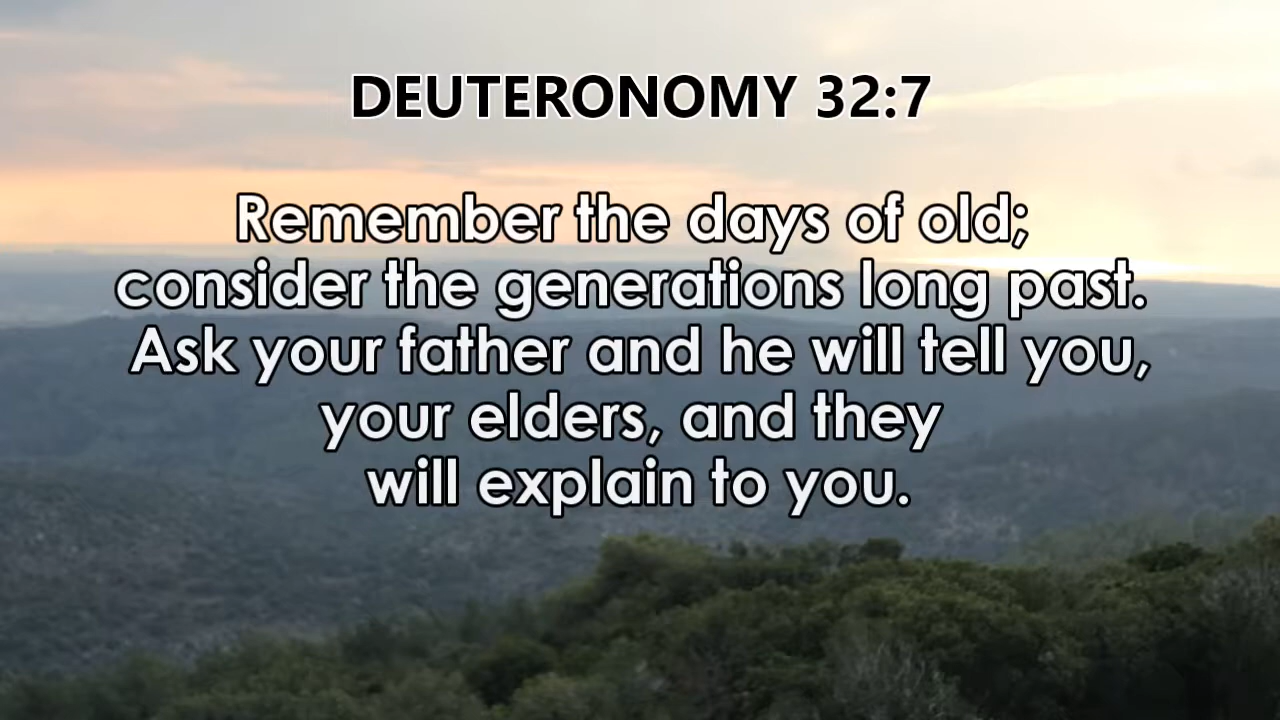 DEUTERONOMY 32:7
Remember the days of old;
consider the generations long past.
Ask your father and he will tell you,
your elders, and they
will explain to you.